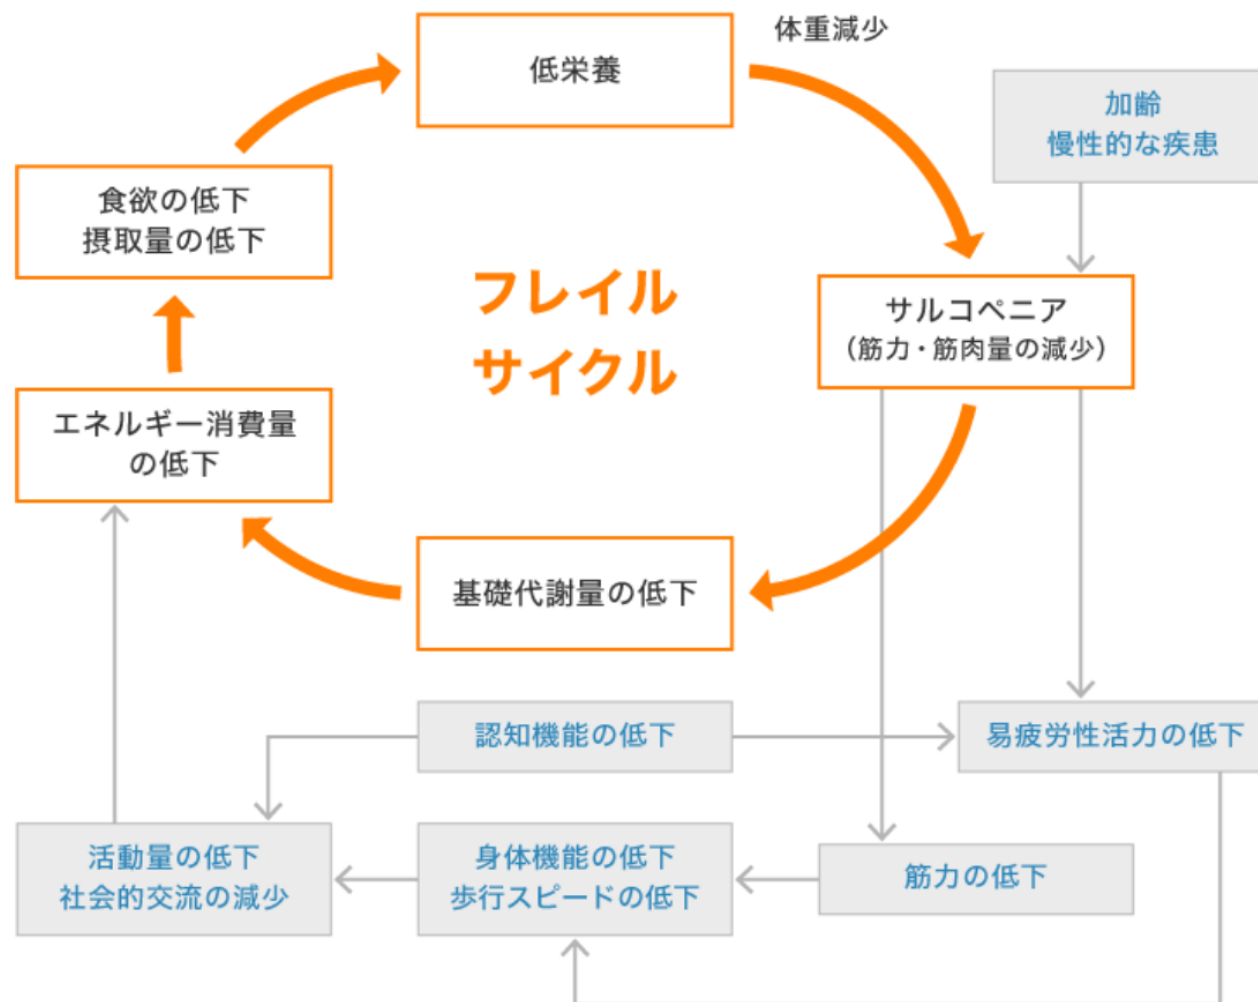 体重減少
低栄養
加齢
慢性的な疾患
食欲の低下
摂取量の低下
フレイル
サイクル
サルコペニア
（筋力・筋肉量の減少）
エネルギー消費量
の低下
基礎代謝量の低下
認知機能の低下
易疲労性活力の低下
活動量の低下
社会的交流の減少
身体機能の低下
歩行スピードの低下
筋力の低下